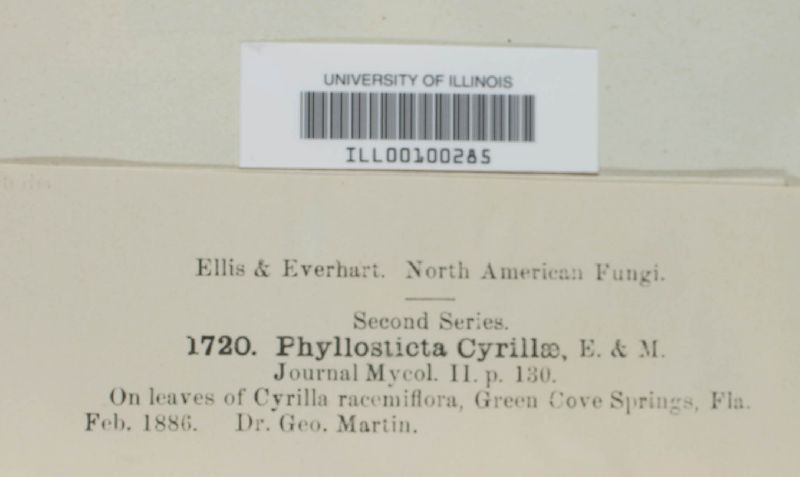 UNIVERSITY OF ILLINOIS
ILL00100285
Ellis & Everhart. North American Fungi.
Second Series.
1720. Phyllosticta Cyrillæ, E. & M.
Journal Mycol. II. p. 130.
On leaves of Cyrilla racemiflora, Green Cove Springs, Fla.
Feb. 1886. Dr. Geo. Martin.